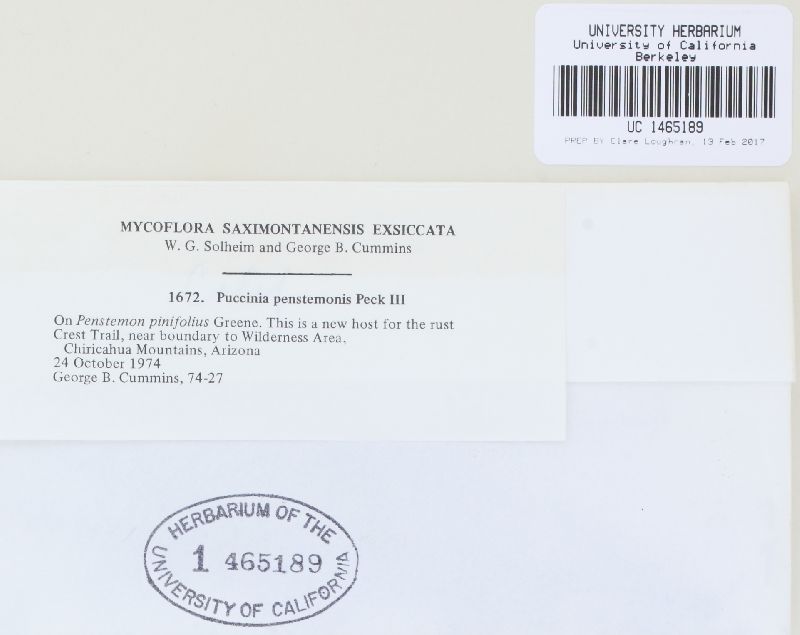 UNIVERSITY HERBARIUM
University of California
Berkeley
UC 1465189
PREP BY Clare Loughran, 13 Feb 2017
MYCOFLORA SAXIMONTANENSIS EXSICCATA
W. G. Solheim and George B. Cummins
1672. Puccinia penstemonis Peck III
On Penstemon pinifolius Greene. This is a new host for the rust
Crest Trail, near boundary to Wilderness Area,
Chiricahua Mountains, Arizona
24 October 1974
George B. Cummins, 74-27
HERBARIUM OF THE
1 465189
UNIVERSITY OF CALIFORNIA